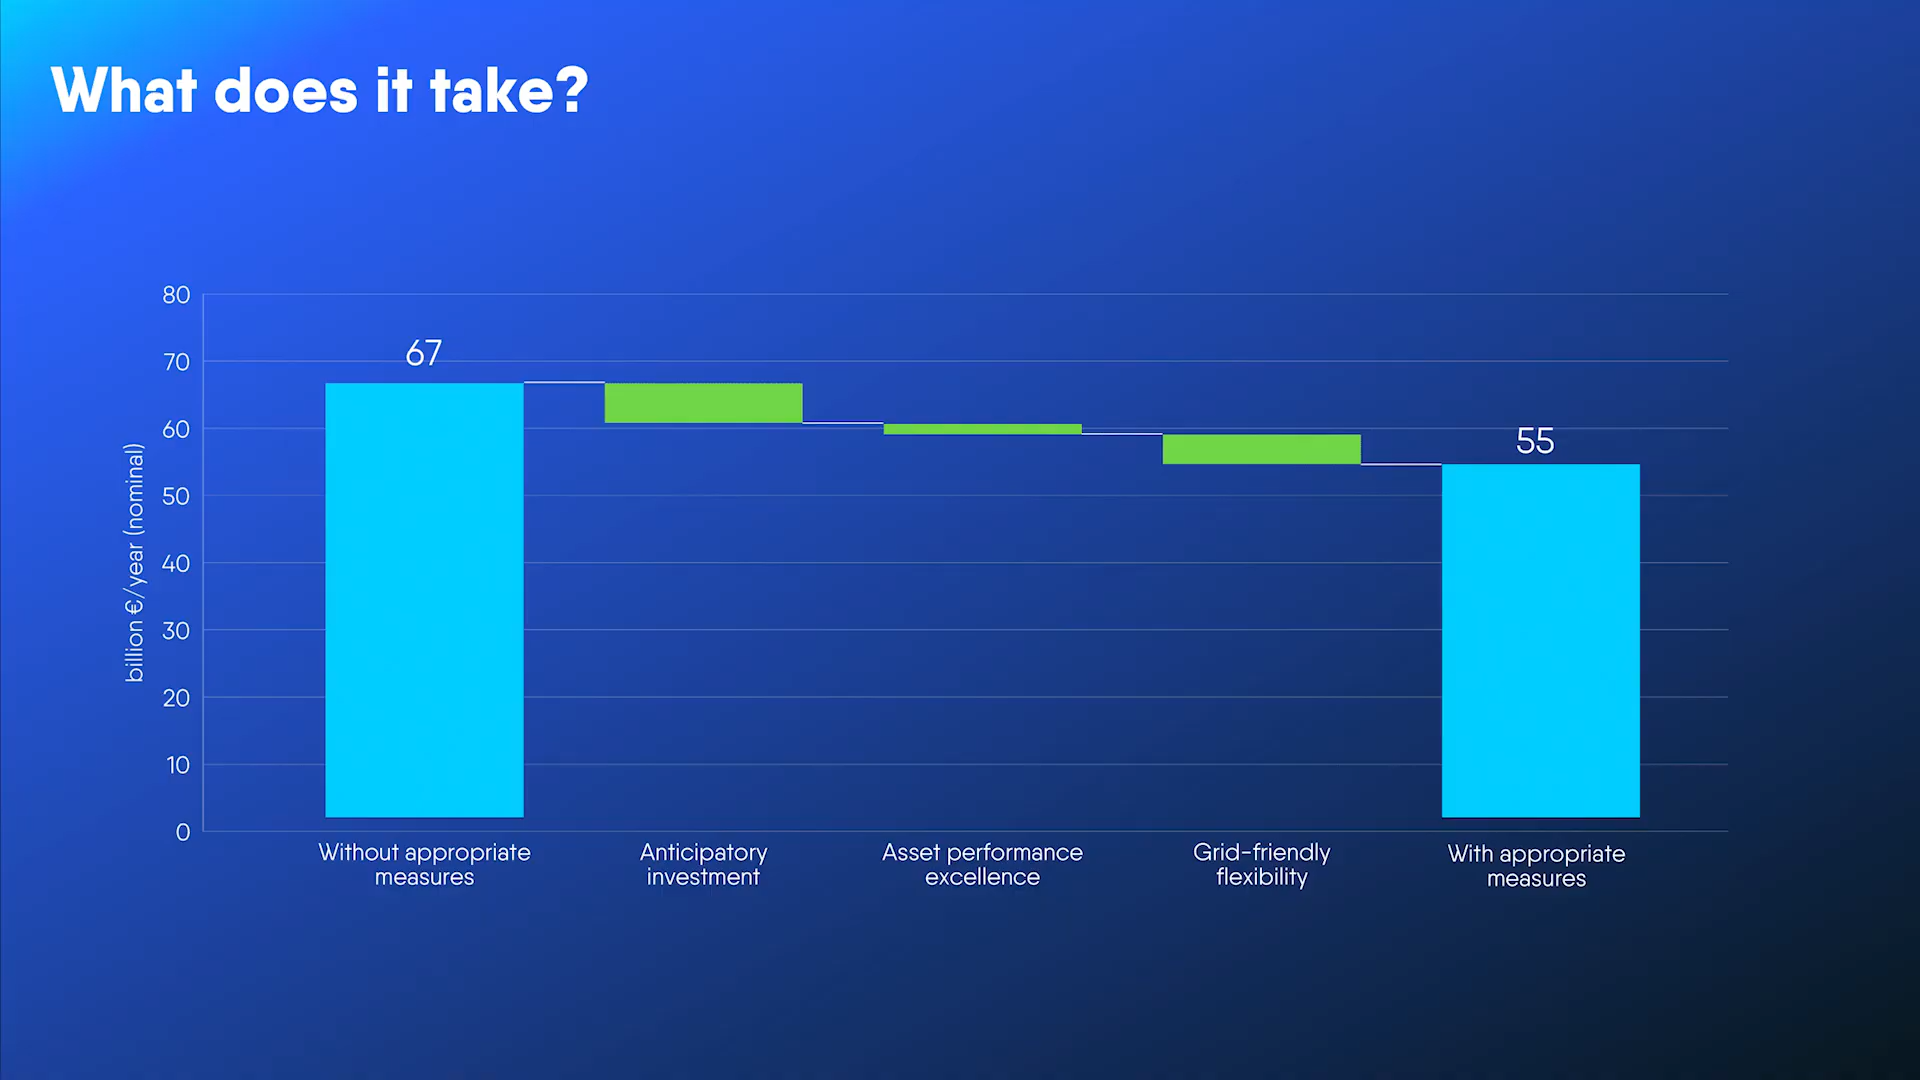 What does it take?
80
70
60
50
40
30
20
10
0
billion €/year (nominal)
67
55
Without appropriate
measures
Anticipatory
investment
Asset performance
excellence
Grid-friendly
flexibility
With appropriate
measures